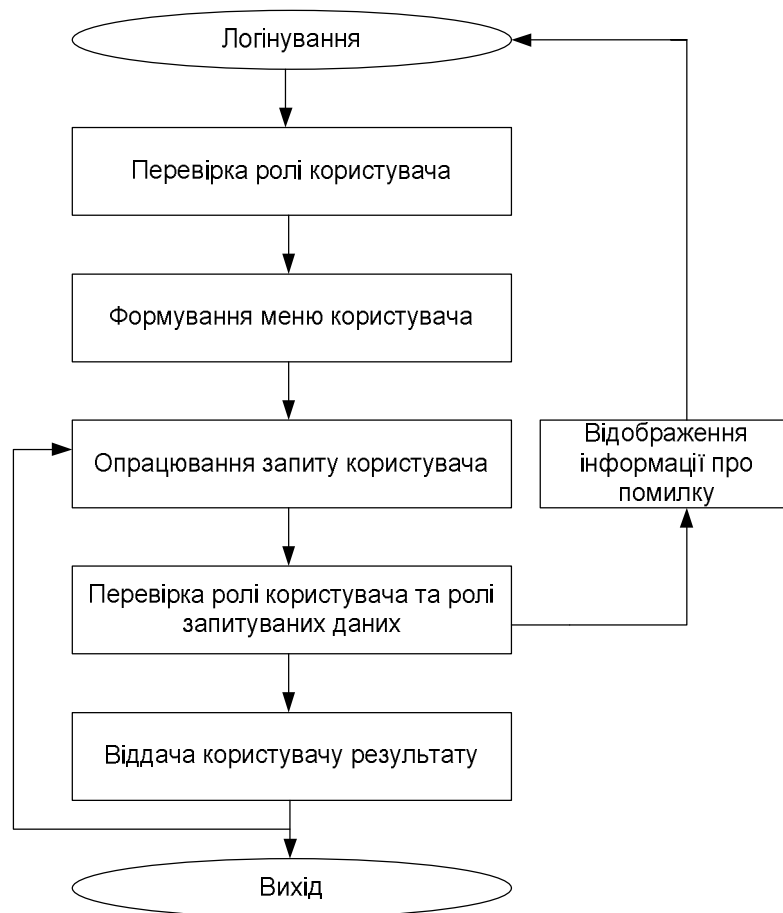 Логінування
Перевірка ролі користувача
Формування меню користувача
Опрацювання запиту користувача
Відображення
інформації про
помилку
Перевірка ролі користувача та ролі
запитуваних даних
Віддача користувачу результату
Вихід